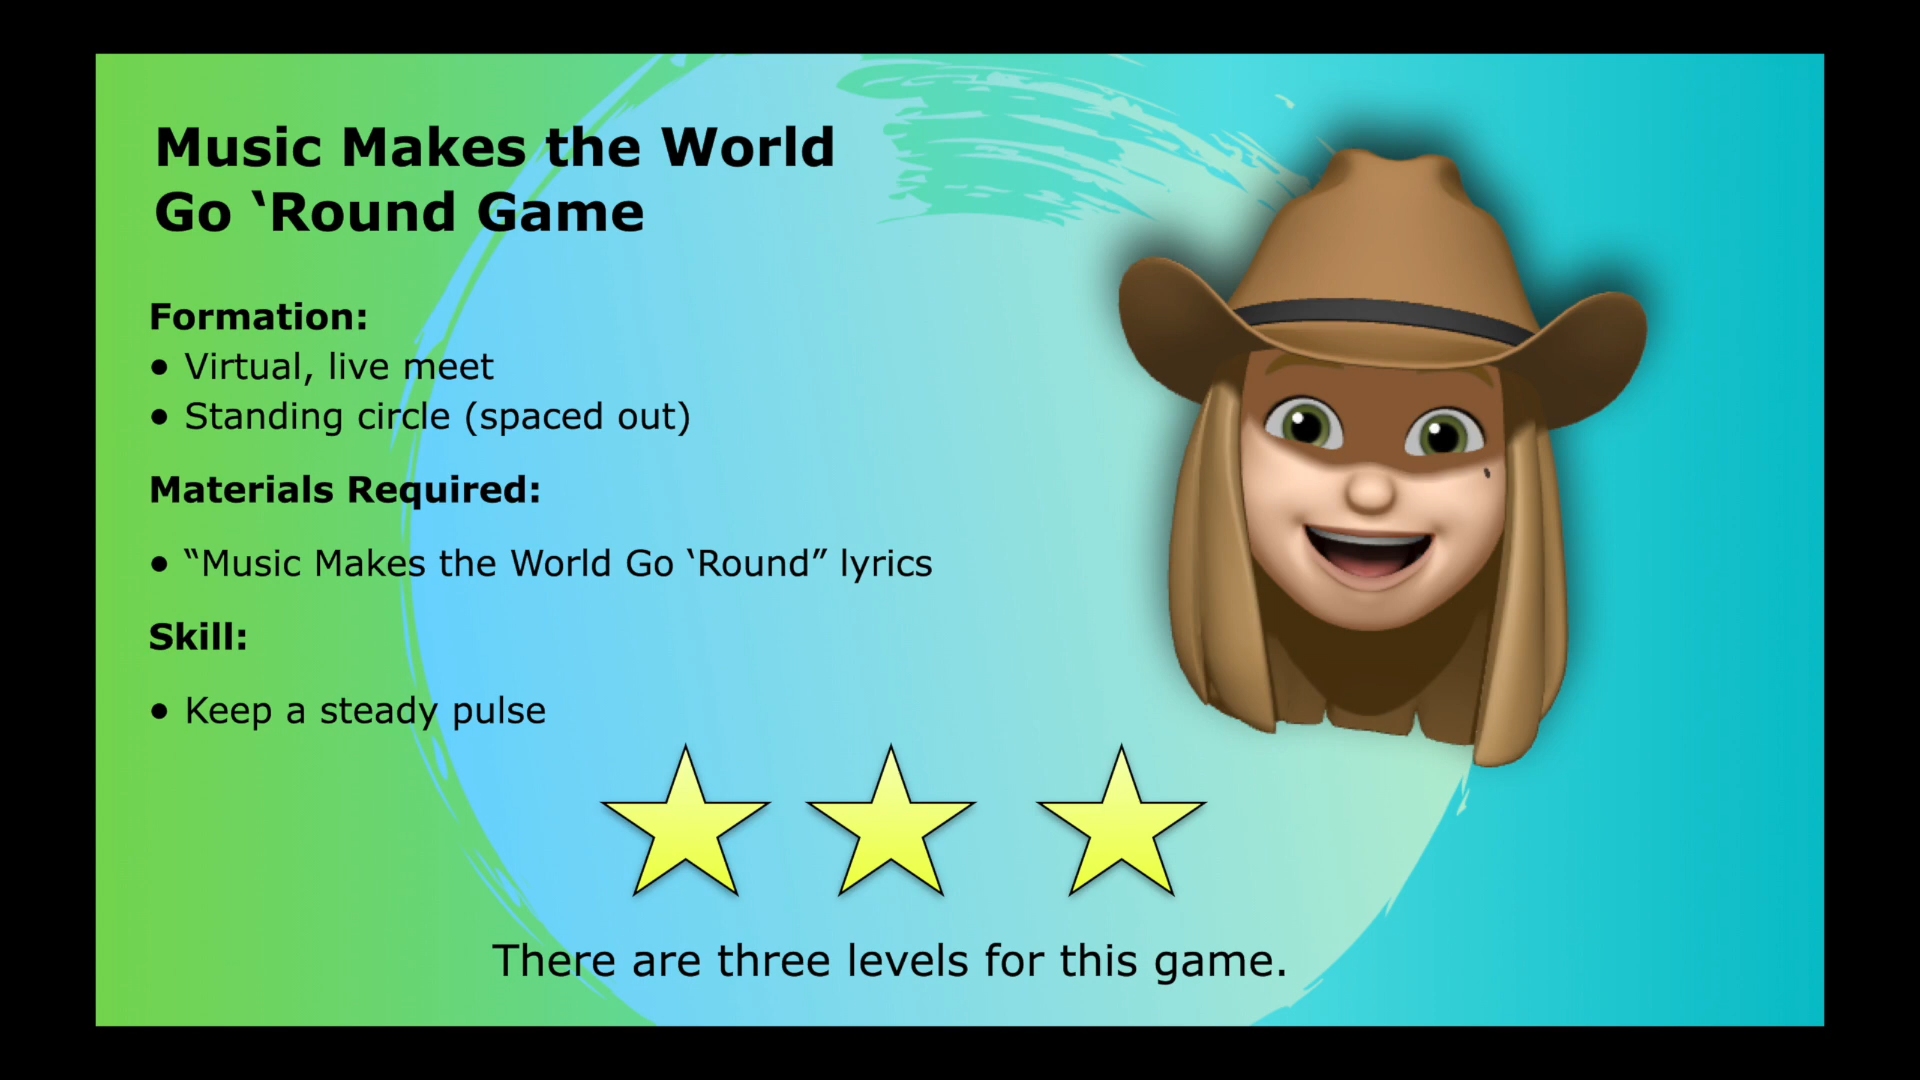 Music Makes the World
Go ‘Round Game
Formation:
• Virtual, live meet
• Standing circle (spaced out)
Materials Required:
• “Music Makes the World Go ‘Round” lyrics
Skill:
• Keep a steady pulse
There are three levels for this game.